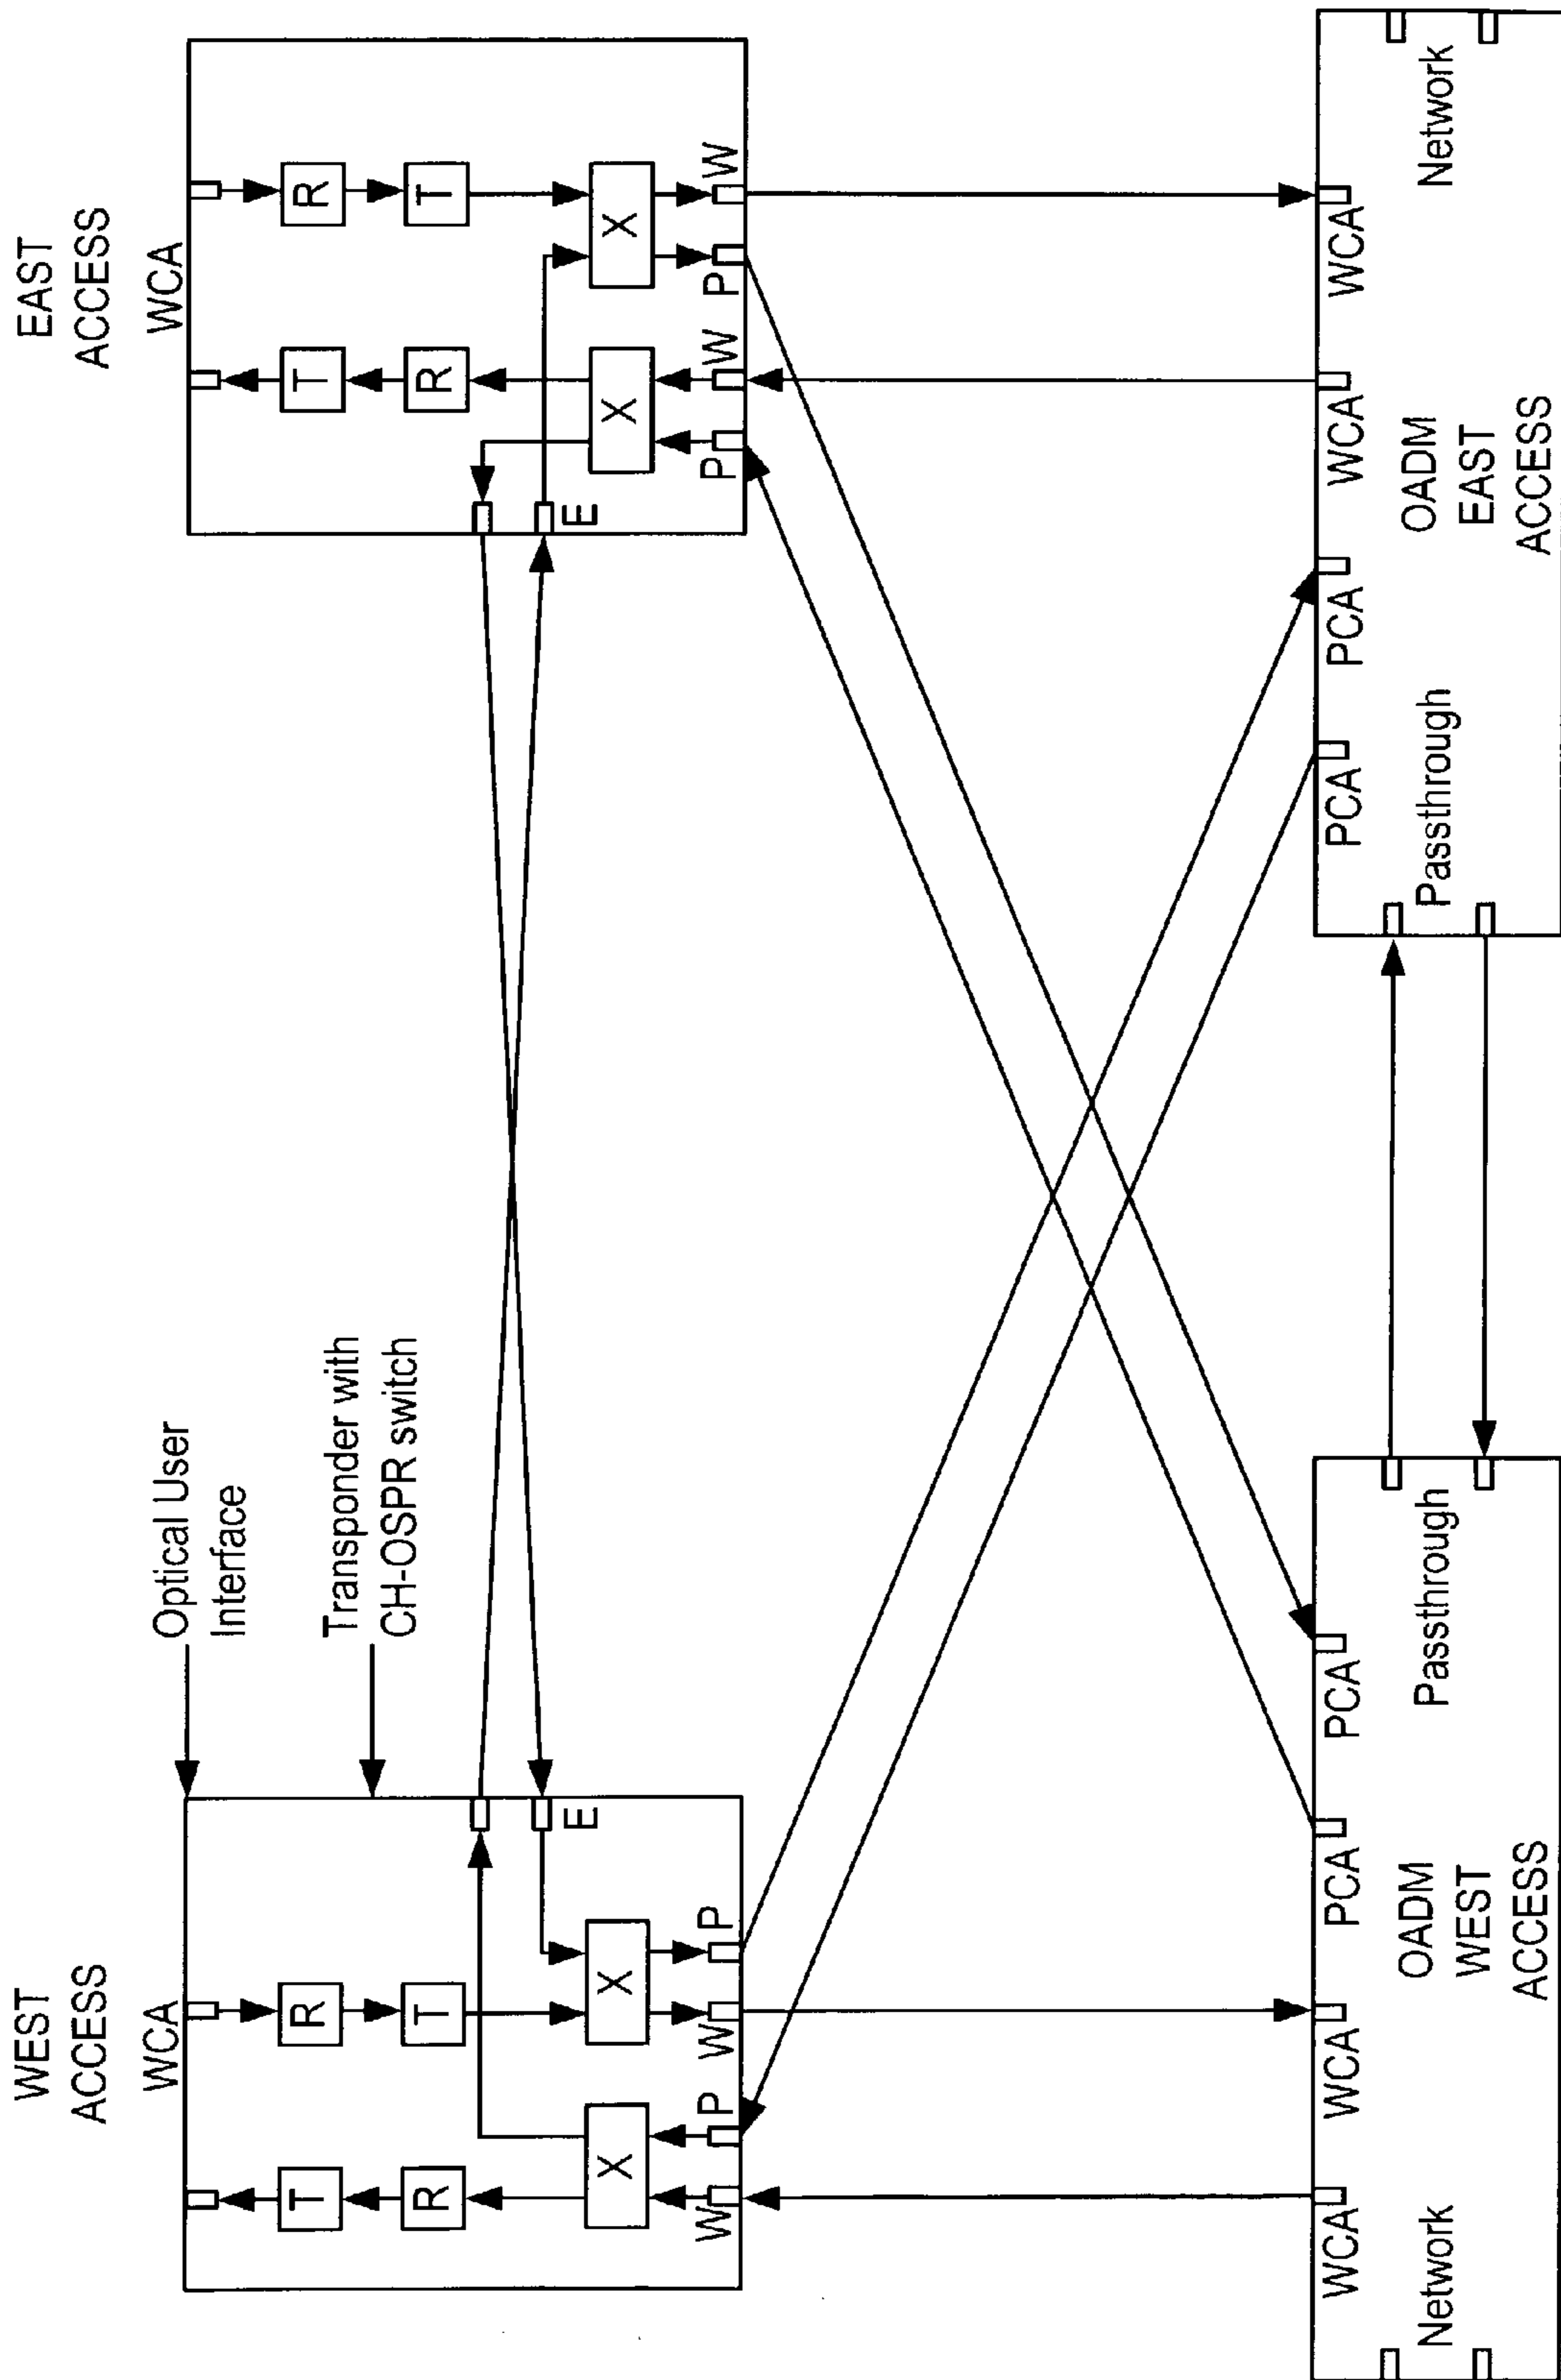 WEST
ACCESS
WCA
Optical User
Interface
Transponder with
CH-OSPR switch
EAST
ACCESS
WCA
T
R
R
T
X
X
W
P
W
P
E
T
R
R
T
X
X
E
P
W
P
W
WCA
WCA
PCA
PCA
Network
OADM
WEST
ACCESS
Passthrough
PCA
PCA
WCA
WCA
Passthrough
OADM
EAST
ACCESS
Network